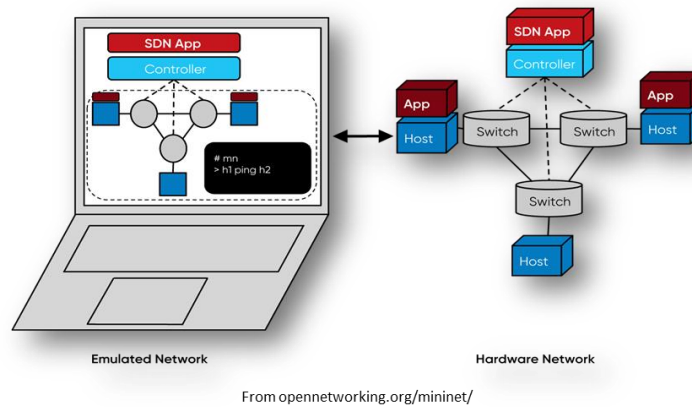 SDN App
Controller
# mn
> h1 ping h2
SDN App
Controller
App
Host
Switch
Switch
App
Host
Switch
Host
Emulated Network
Hardware Network
From opennetworking.org/mininet/